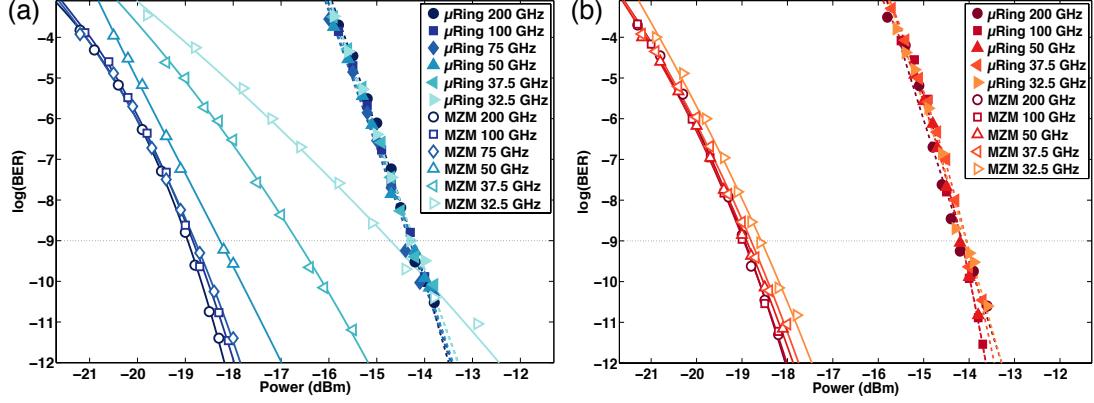 (a)
log(BER)
−4
−5
−6
−7
−8
−9
−10
−11
−12
−21 −20 −19 −18 −17 −16 −15 −14 −13 −12
Power (dBm)
μRing 200 GHz
μRing 100 GHz
μRing 75 GHz
μRing 50 GHz
μRing 37.5 GHz
μRing 32.5 GHz
MZM 200 GHz
MZM 100 GHz
MZM 75 GHz
MZM 50 GHz
MZM 37.5 GHz
MZM 32.5 GHz
(b)
log(BER)
−4
−5
−6
−7
−8
−9
−10
−11
−12
−21 −20 −19 −18 −17 −16 −15 −14 −13 −12
Power (dBm)
μRing 200 GHz
μRing 100 GHz
μRing 50 GHz
μRing 37.5 GHz
μRing 32.5 GHz
MZM 200 GHz
MZM 100 GHz
MZM 50 GHz
MZM 37.5 GHz
MZM 32.5 GHz